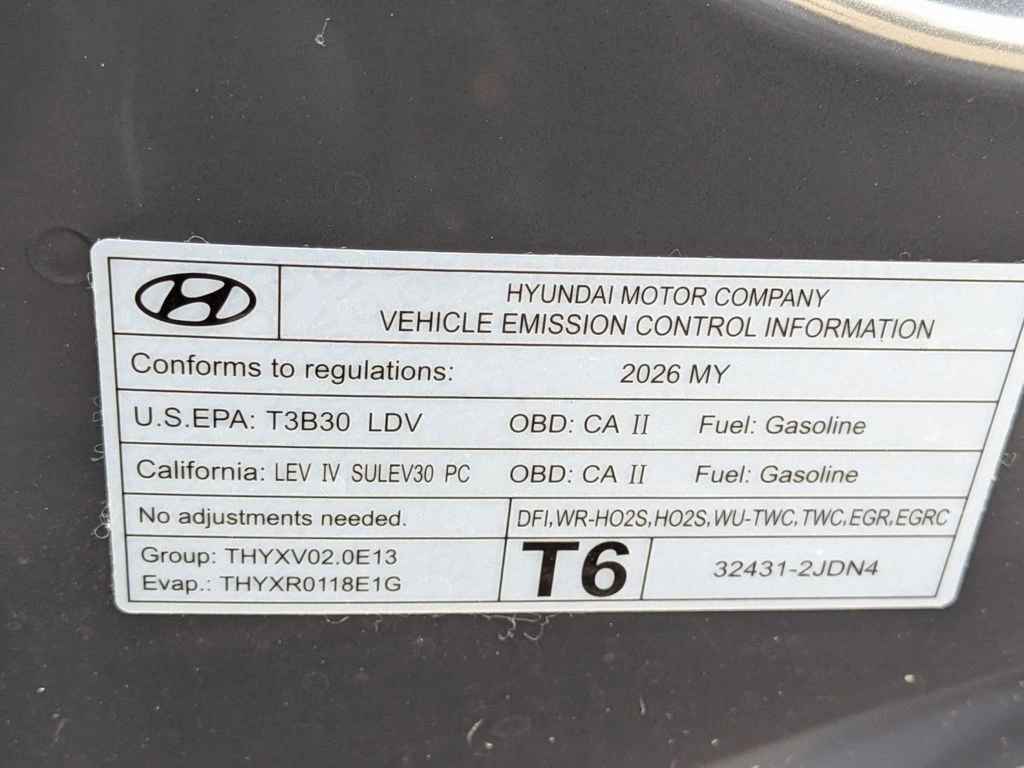 HYUNDAI MOTOR COMPANY
VEHICLE EMISSION CONTROL INFORMATION
Conforms to regulations: 2026 MY
U.S.EPA: T3B30 LDV OBD: CA II Fuel: Gasoline
California: LEV IV SULEV30 PC OBD: CA II Fuel: Gasoline
No adjustments needed. DFI,WR-HO2S,HO2S,WU-TWC,TWC,EGR,EGRC
Group: THYXV02.0E13
Evap.: THYXR0118E1G
T6 32431-2JDN4